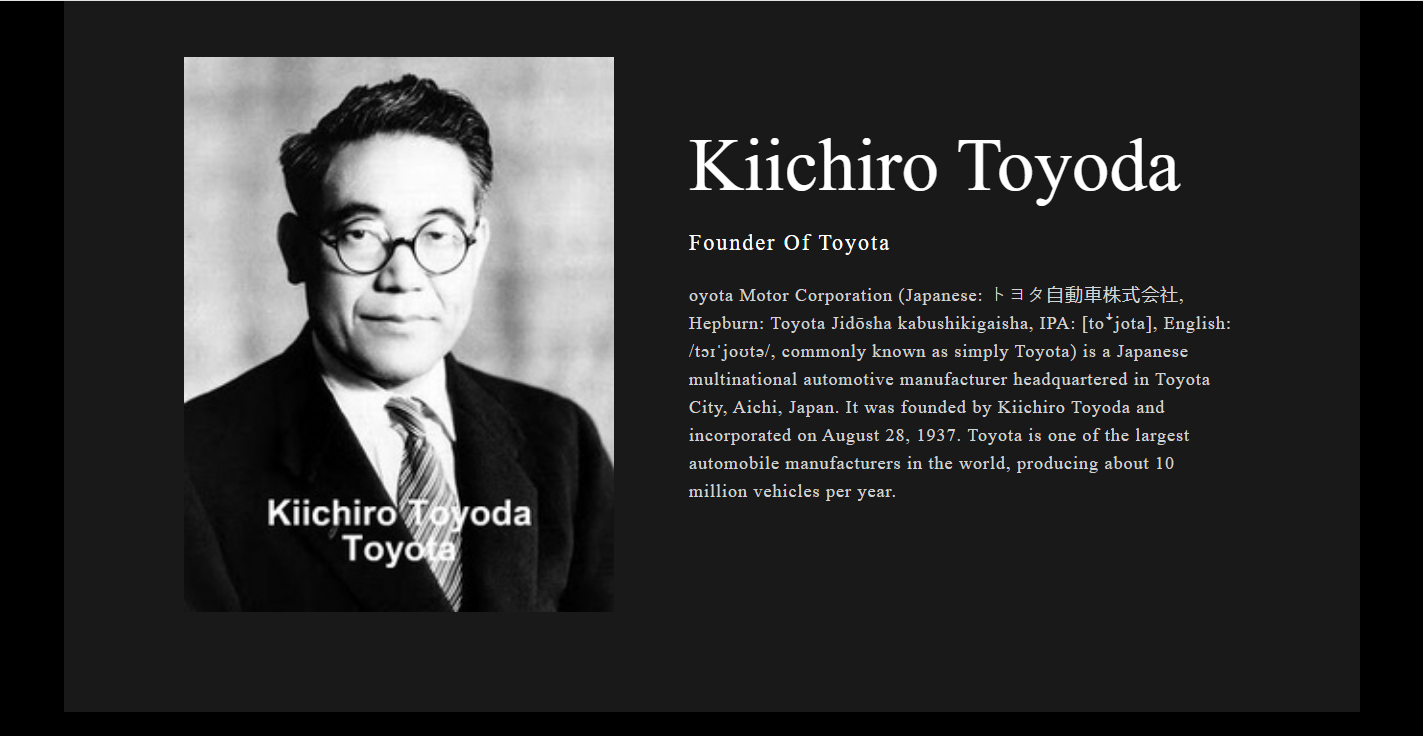 Kiichiro Toyoda
Toyota
Kiichiro Toyoda
Founder Of Toyota
oyota Motor Corporation (Japanese: トヨタ自動車株式会社,
Hepburn: Toyota Jidōsha kabushikigaisha, IPA: [toꜜjota], English:
/tɔɪˈjoʊtə/, commonly known as simply Toyota) is a Japanese
multinational automotive manufacturer headquartered in Toyota
City, Aichi, Japan. It was founded by Kiichiro Toyoda and
incorporated on August 28, 1937. Toyota is one of the largest
automobile manufacturers in the world, producing about 10
million vehicles per year.